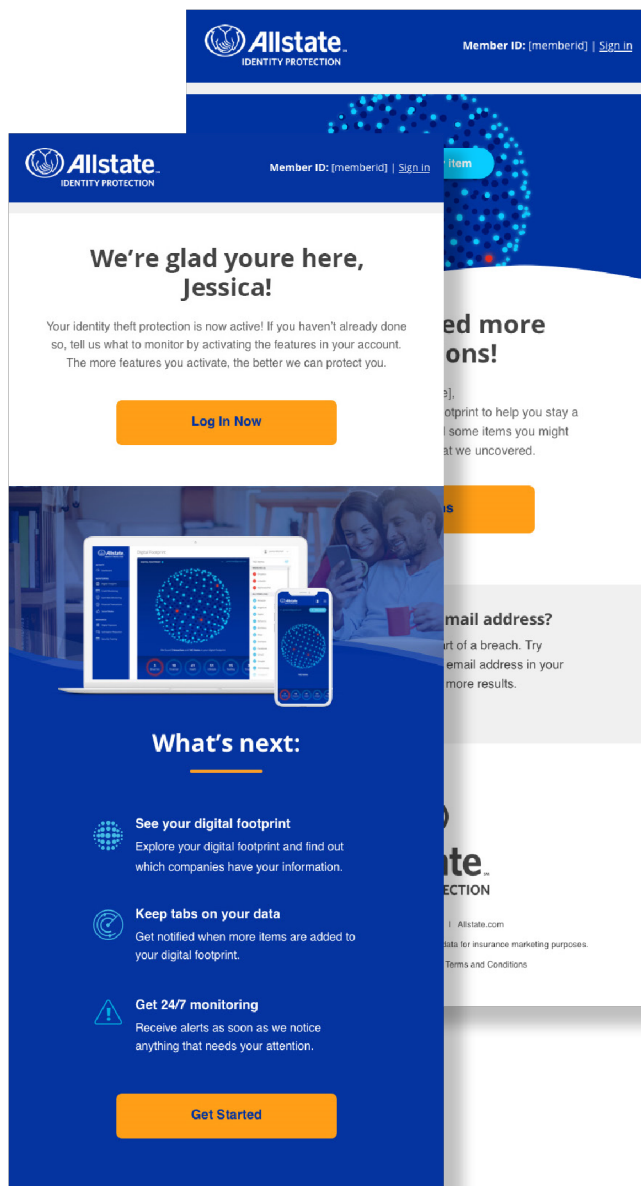 Allstate
IDENTITY PROTECTION
Member ID: [memberid] | Sign in
item
ed more
ons!
e],
otprint to help you stay a
some items you might
at we uncovered.
ns
mail address?
art of a breach. Try
email address in your
more results.
te
ECTION
| Allstate.com
data for insurance marketing purposes.
Terms and Conditions
Allstate
IDENTITY PROTECTION
Member ID: [memberid] | Sign in
We’re glad youre here,
Jessica!
Your identity theft protection is now active! If you haven’t already done
so, tell us what to monitor by activating the features in your account.
The more features you activate, the better we can protect you.
Log In Now
Allstate
Allstate
What’s next:
See your digital footprint
Explore your digital footprint and find out
which companies have your information.
Keep tabs on your data
Get notified when more items are added to
your digital footprint.
Get 24/7 monitoring
Receive alerts as soon as we notice
anything that needs your attention.
Get Started